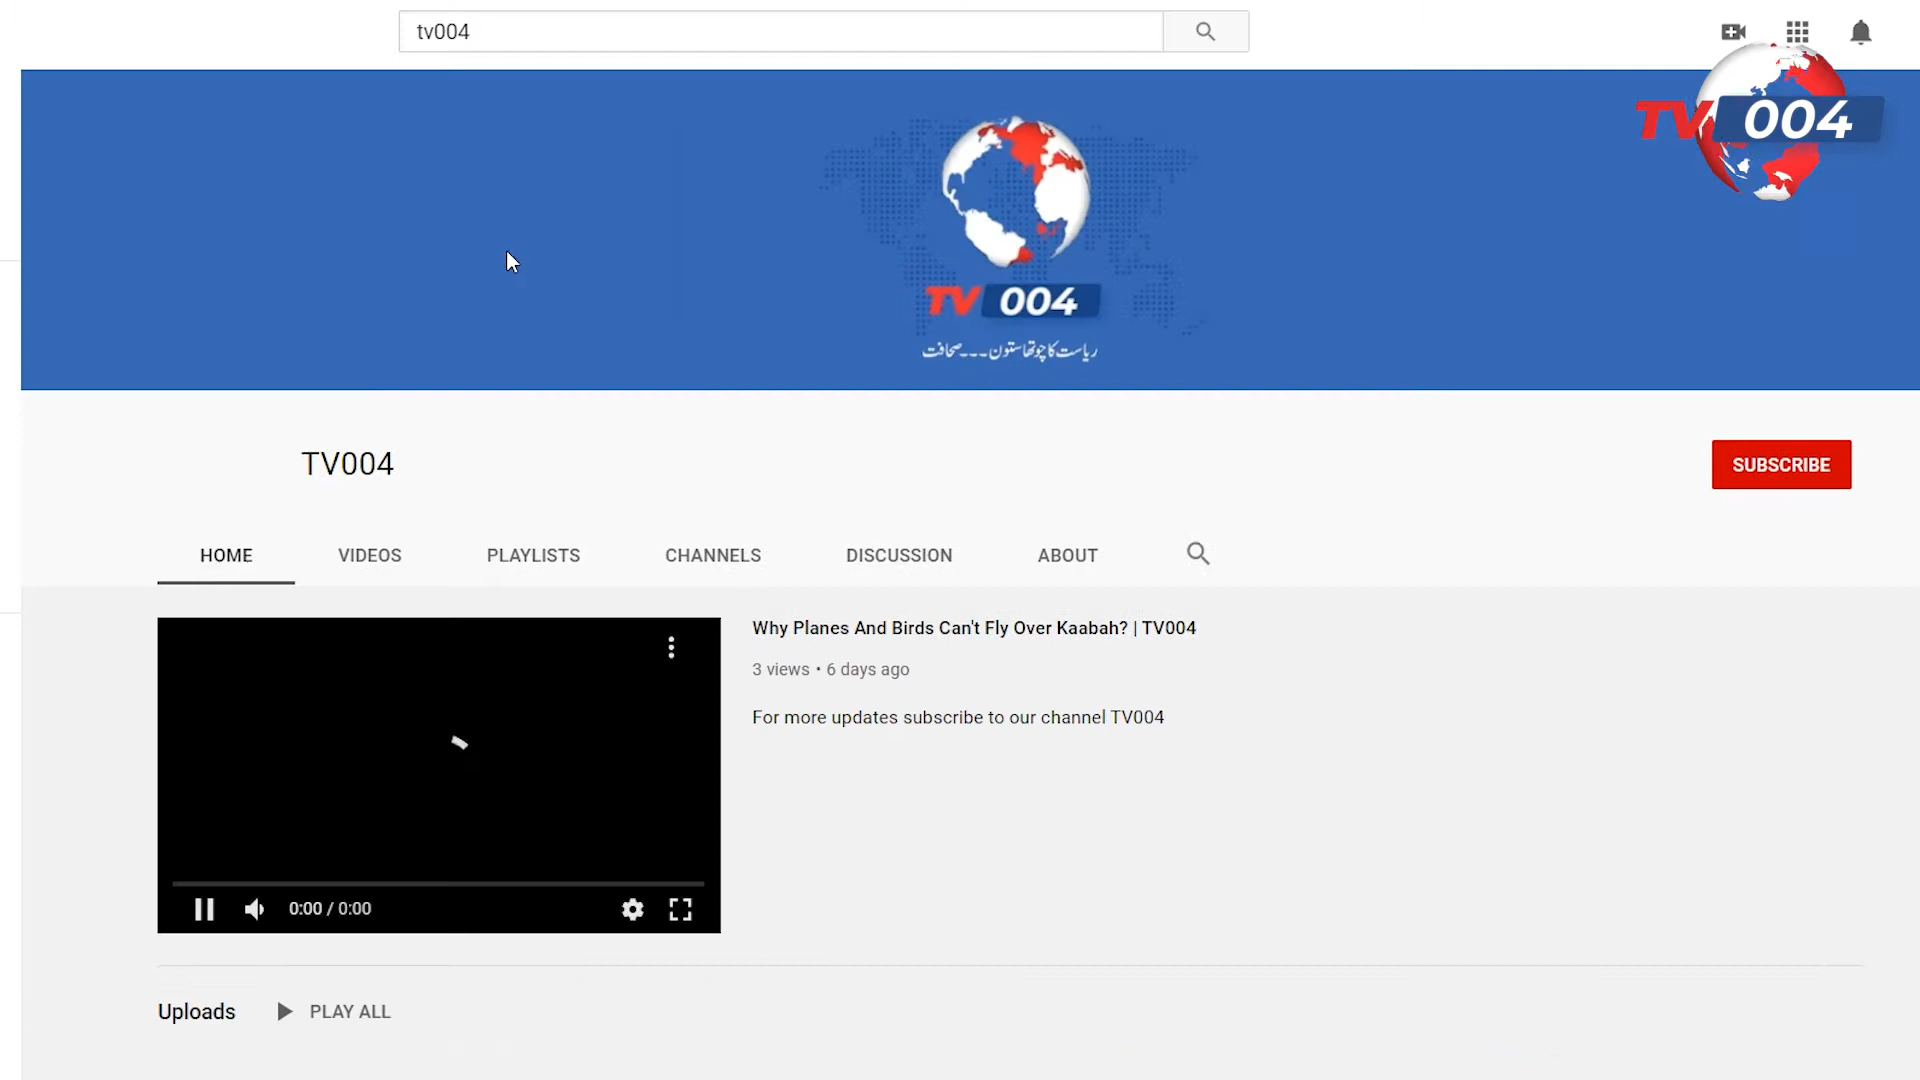 tv004
TV 004
TV 004
ریاست کا چوتھا ستون۔۔۔صحافت
TV004
SUBSCRIBE
HOME
VIDEOS
PLAYLISTS
CHANNELS
DISCUSSION
ABOUT
Why Planes And Birds Can't Fly Over Kaabah? | TV004
3 views • 6 days ago
For more updates subscribe to our channel TV004
0:00 / 0:00
Uploads
PLAY ALL